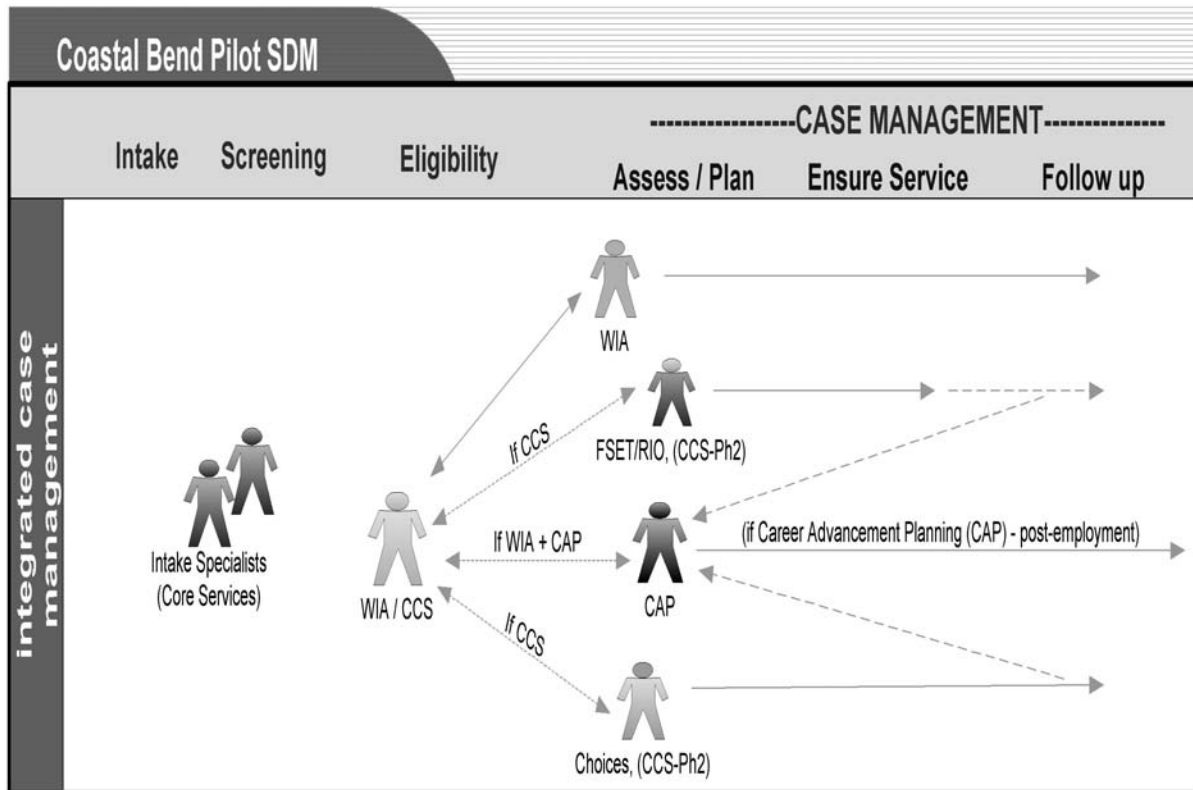 Coastal Bend Pilot SDM
--------------------CASE MANAGEMENT----------------
Intake Screening Eligibility
Assess / Plan Ensure Service Follow up
integrated case
management
WIA
If CCS
FSET/RIO, (CCS-Ph2)
Intake Specialists
(Core Services)
WIA / CCS
If WIA + CAP
CAP
(if Career Advancement Planning (CAP) - post-employment)
If CCS
Choices, (CCS-Ph2)